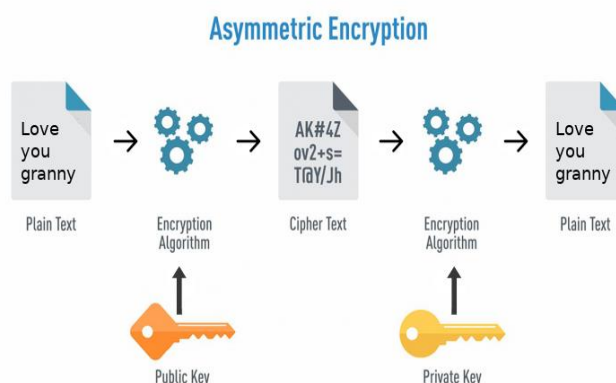 Asymmetric Encryption
Love
you
granny
AK#4Z
ov2+s=
T@Y/Jh
Love
you
granny
Plain Text
Encryption
Algorithm
Cipher Text
Encryption
Algorithm
Plain Text
Public Key
Private Key